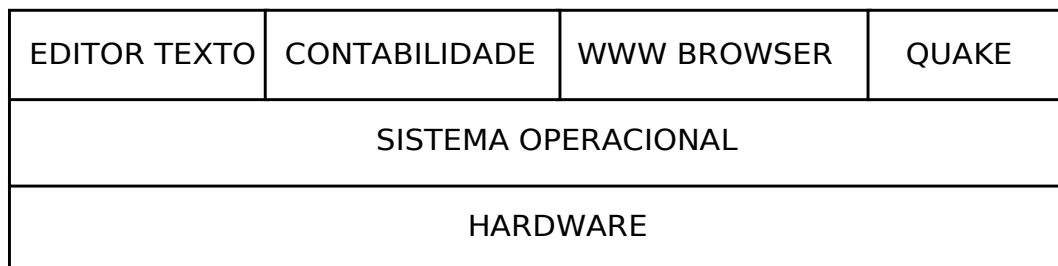 EDITOR TEXTO CONTABILIDADE WWW BROWSER QUAKE
SISTEMA OPERACIONAL
HARDWARE